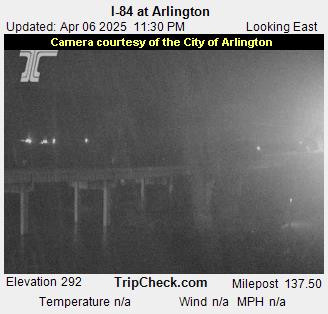 I-84 at Arlington
Updated: Apr 06 2025 11:30 PM Looking East
Camera courtesy of the City of Arlington
Elevation 292 TripCheck.com Milepost 137.50
Temperature n/a Wind n/a MPH n/a